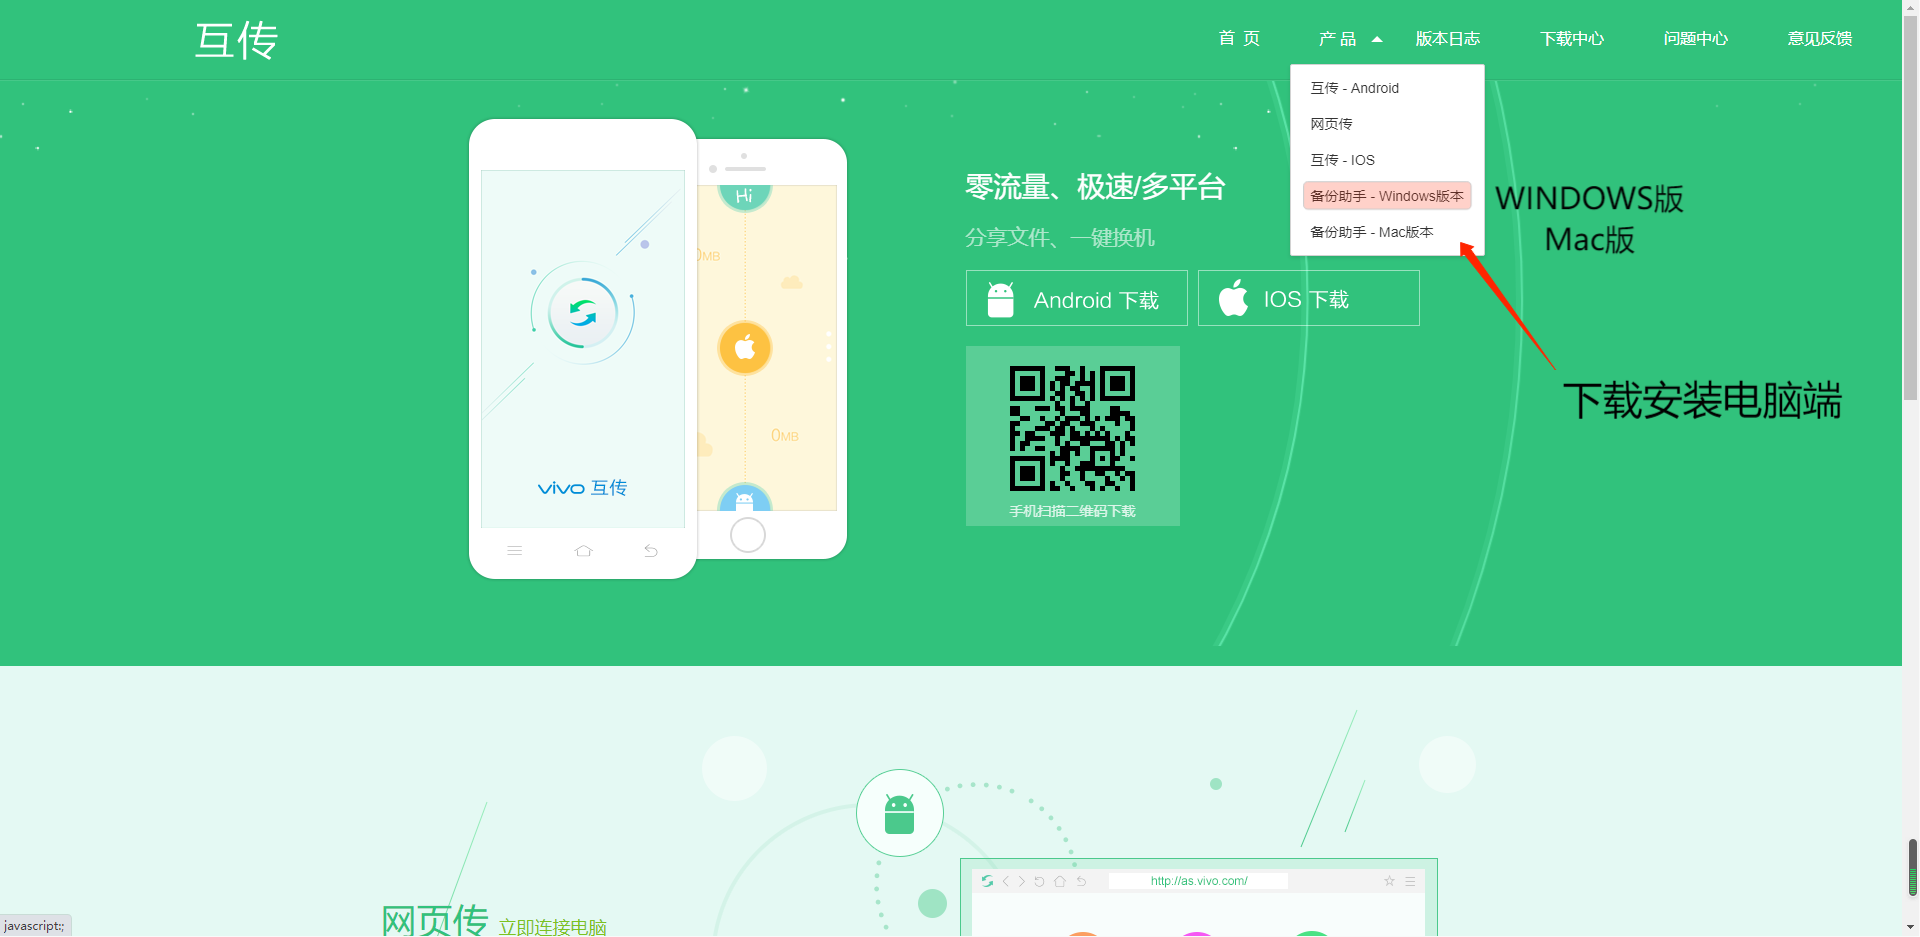 互传
首 页
产 品
版本日志
下载中心
问题中心
意见反馈
互传 - Android
网页传
互传 - IOS
备份助手 - Windows版本
备份助手 - Mac版本
WINDOWS版
Mac版
下载安装电脑端
零流量、极速/多平台
分享文件、一键换机
Android 下载
IOS 下载
手机扫描二维码下载
Hi
0MB
0MB
vivo 互传
http://as.vivo.com/
网页传 立即连接电脑
javascript:;